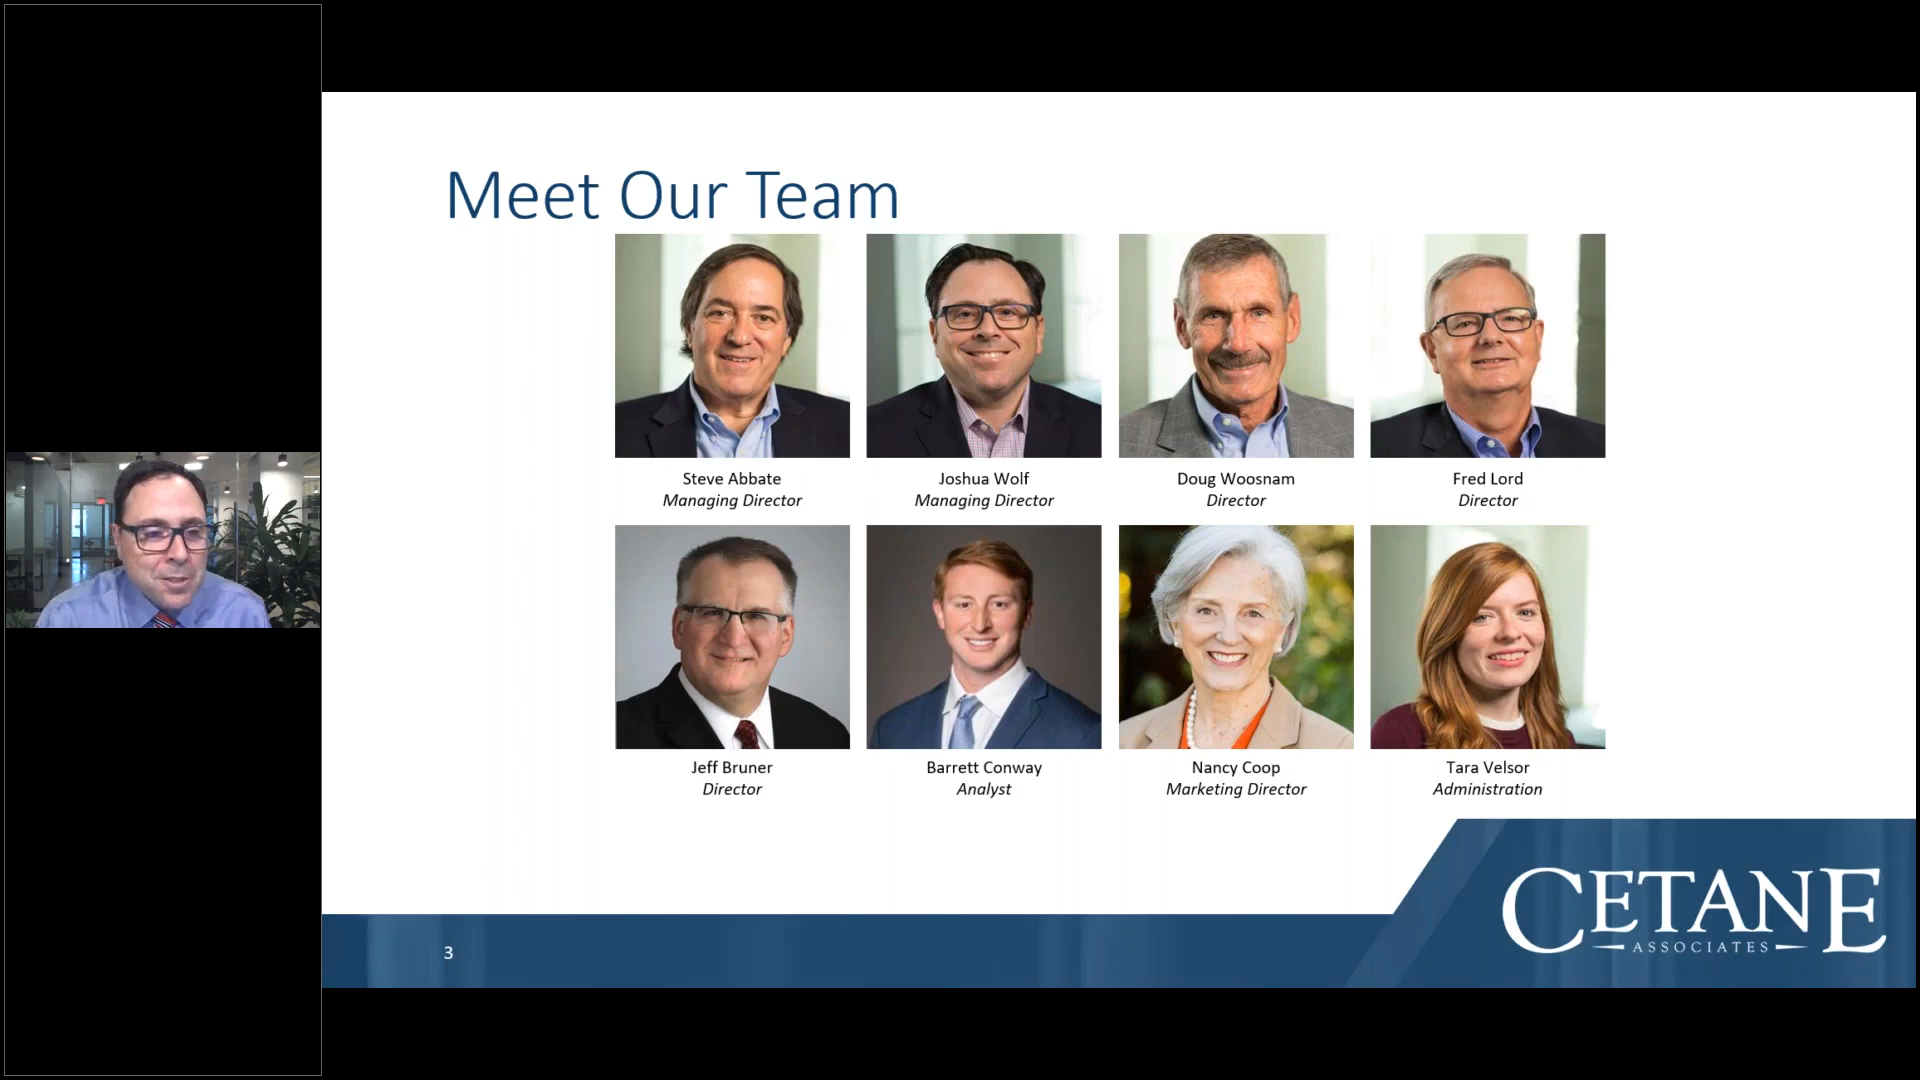 Meet Our Team
Steve Abbate
Managing Director
Joshua Wolf
Managing Director
Doug Woosnam
Director
Fred Lord
Director
Jeff Bruner
Director
Barrett Conway
Analyst
Nancy Coop
Marketing Director
Tara Velsor
Administration
3
CETANE
ASSOCIATES